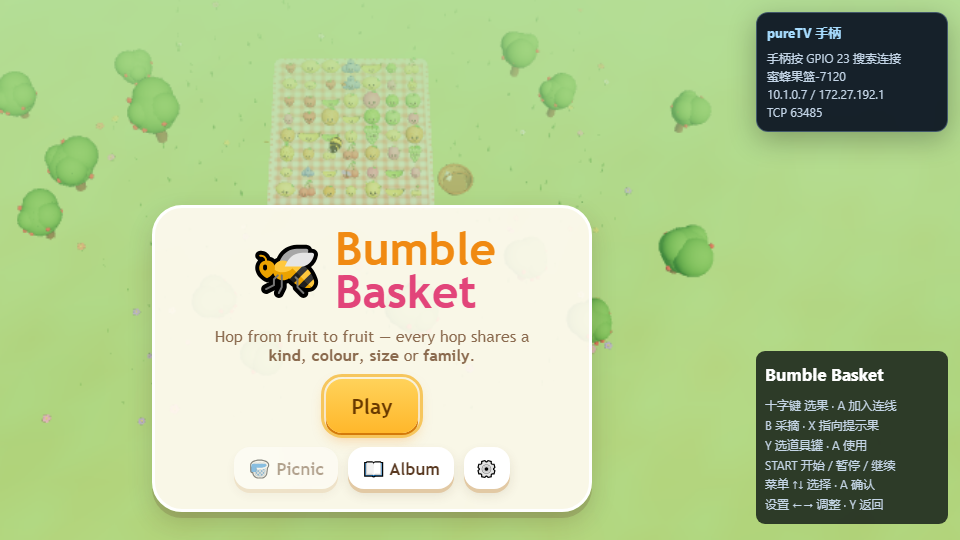 pureTV 手柄
手柄按 GPIO 23 搜索连接
蜜蜂果篮-7120
10.1.0.7 / 172.27.192.1
TCP 63485
Bumble
Basket
Hop from fruit to fruit — every hop shares a
kind, colour, size or family.
Play
Picnic
Album
Bumble Basket
十字键 选果 · A 加入连线
B 采摘 · X 指向提示果
Y 选道具罐 · A 使用
START 开始 / 暂停 / 继续
菜单 ↑↓ 选择 · A 确认
设置 ←→ 调整 · Y 返回